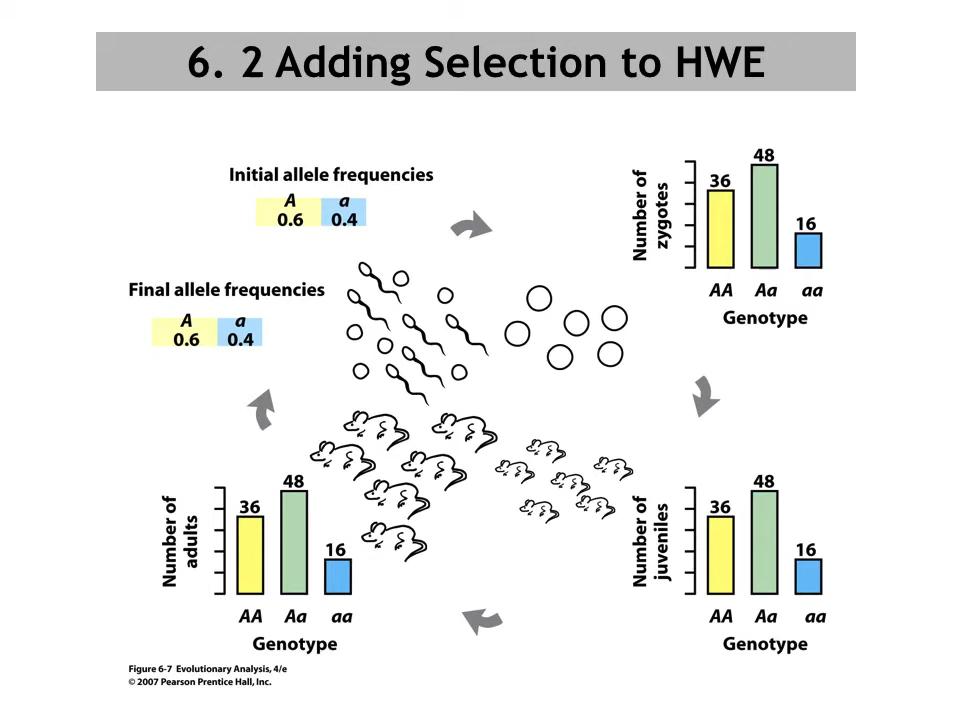 6. 2 Adding Selection to HWE
Initial allele frequencies
A a
0.6 0.4
Number of
zygotes
36 48 16
AA Aa aa
Genotype
Final allele frequencies
A a
0.6 0.4
Number of
adults
36 48 16
AA Aa aa
Genotype
Number of
juveniles
36 48 16
AA Aa aa
Genotype
Figure 6-7 Evolutionary Analysis, 4/e
© 2007 Pearson Prentice Hall, Inc.